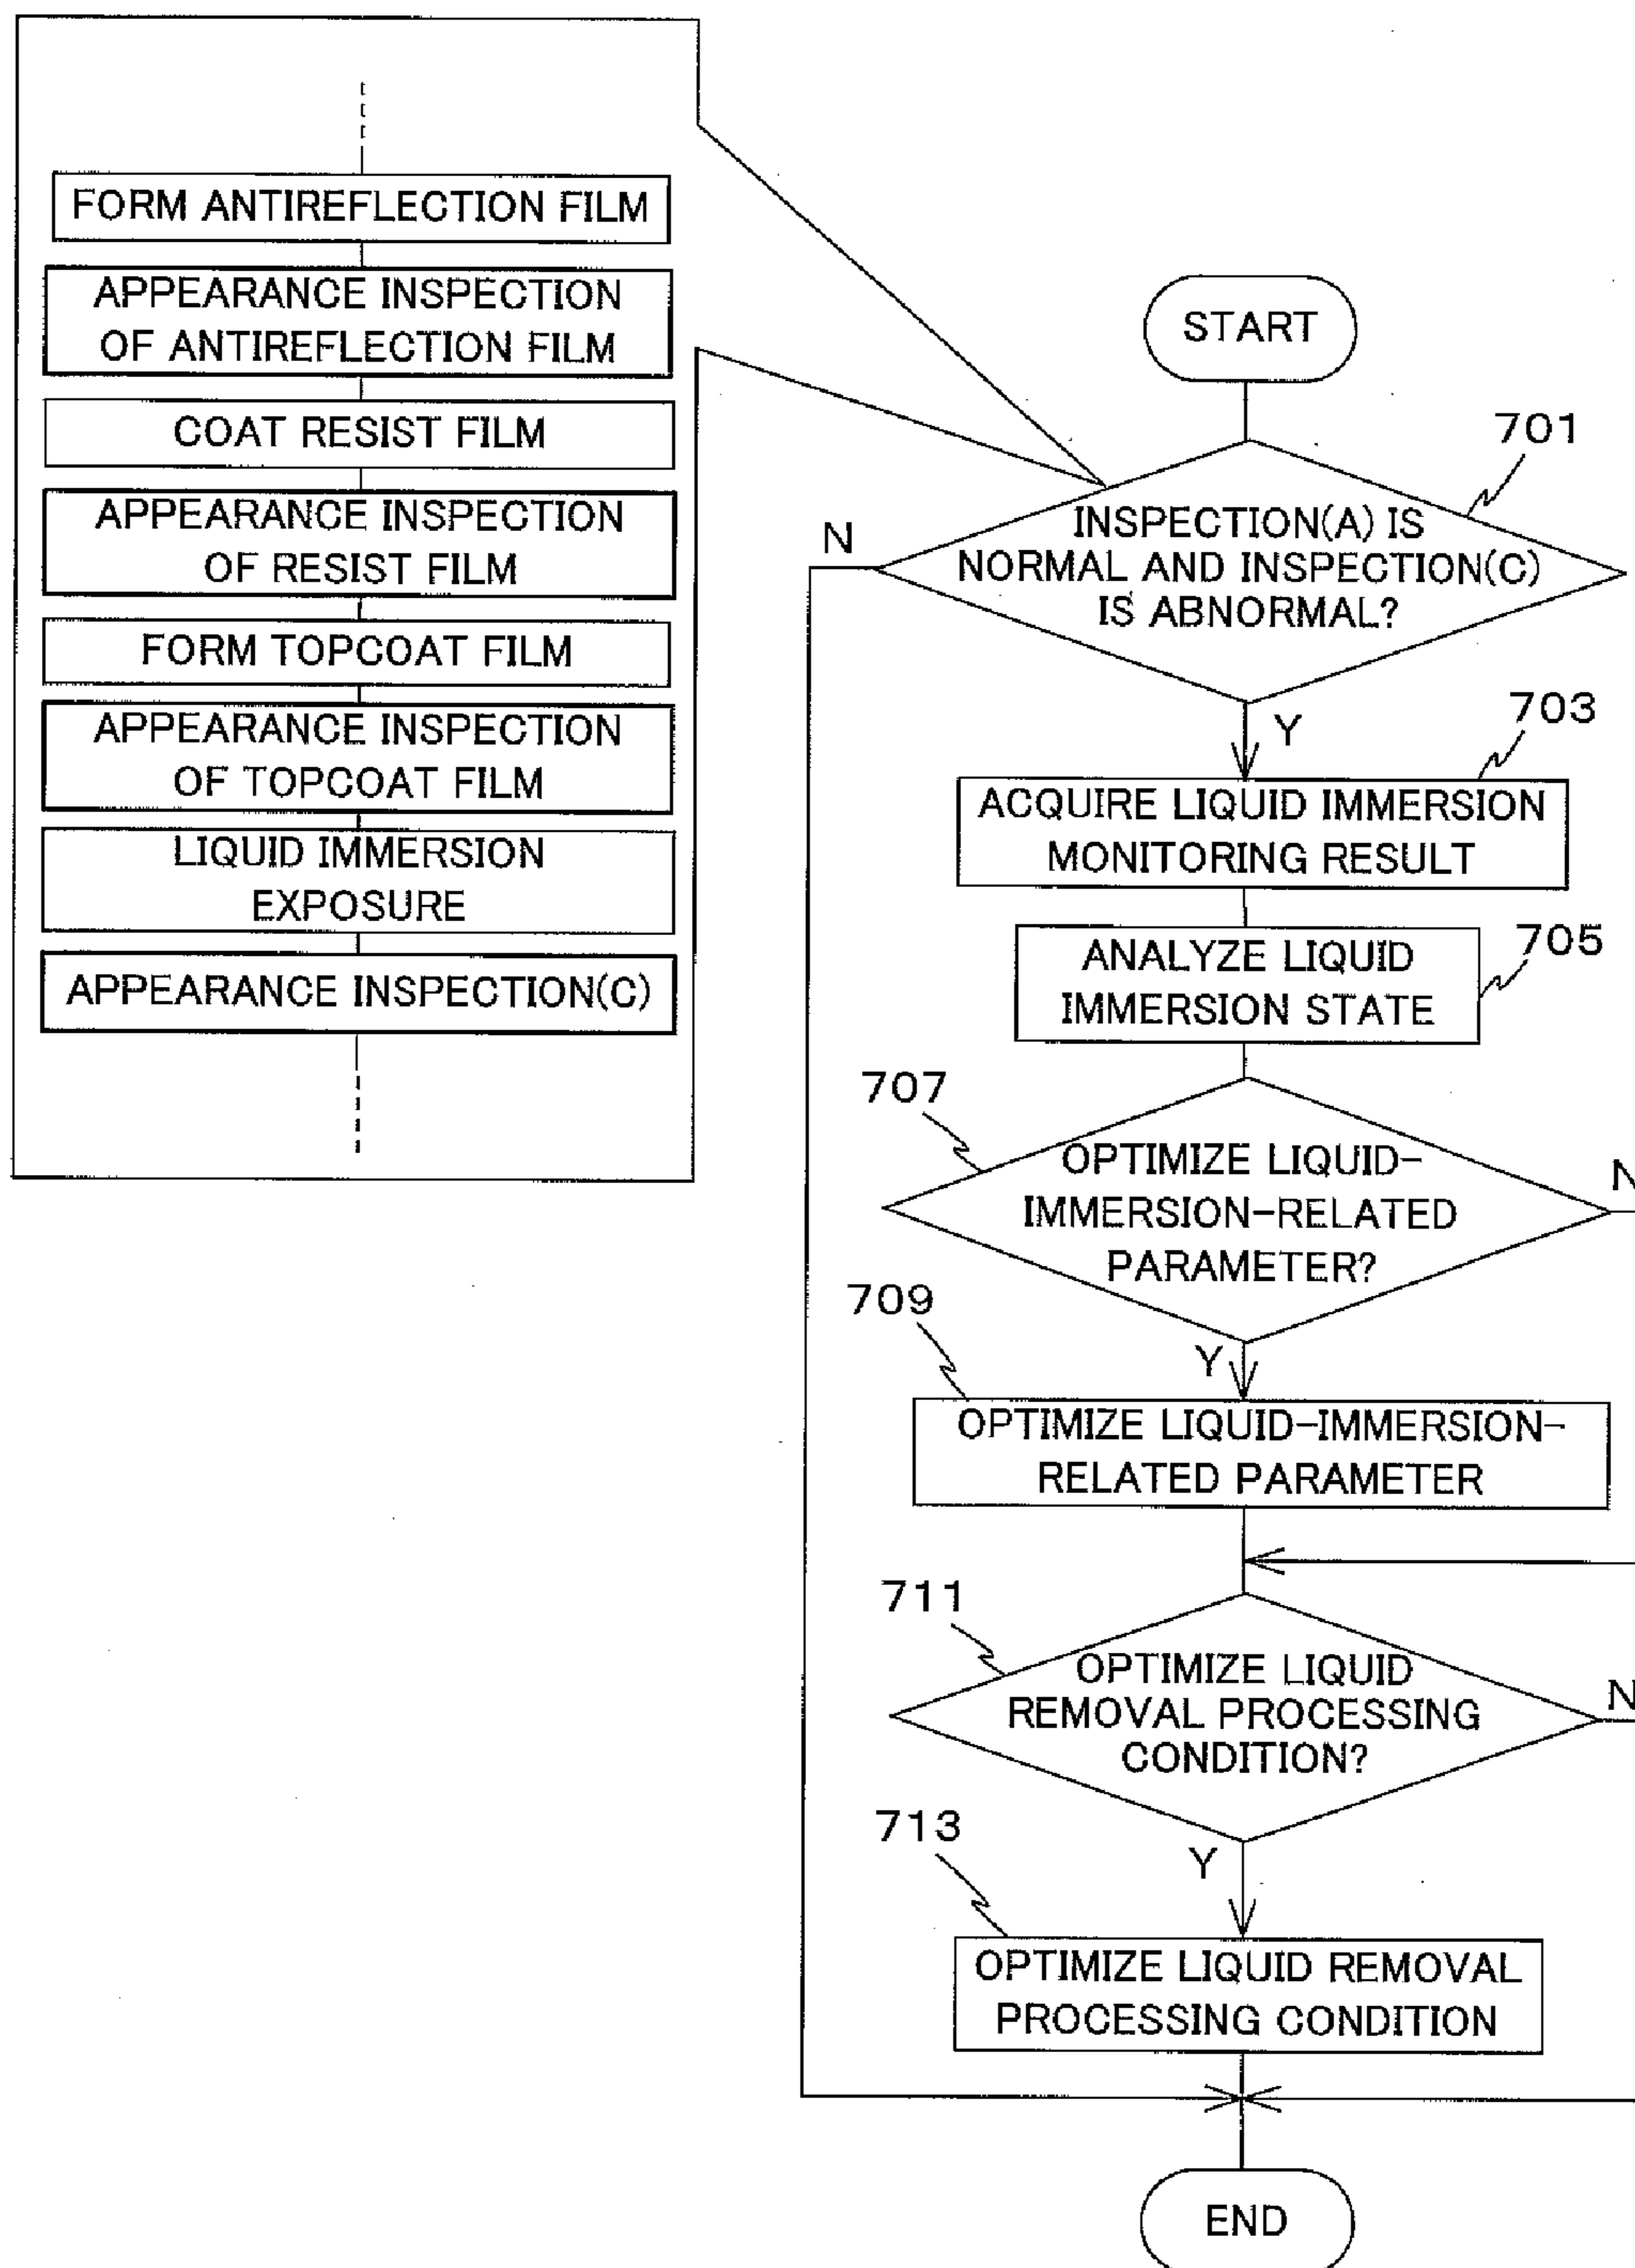 FORM ANTIREFLECTION FILM
APPEARANCE INSPECTION
OF ANTIREFLECTION FILM
COAT RESIST FILM
APPEARANCE INSPECTION
OF RESIST FILM
FORM TOPCOAT FILM
APPEARANCE INSPECTION
OF TOPCOAT FILM
LIQUID IMMERSION
EXPOSURE
APPEARANCE INSPECTION(C)
START
701
INSPECTION(A) IS
NORMAL AND INSPECTION(C)
IS ABNORMAL?
N
Y
703
ACQUIRE LIQUID IMMERSION
MONITORING RESULT
705
ANALYZE LIQUID
IMMERSION STATE
707
OPTIMIZE LIQUID-
IMMERSION-RELATED
PARAMETER?
N
Y
709
OPTIMIZE LIQUID-IMMERSION-
RELATED PARAMETER
711
OPTIMIZE LIQUID
REMOVAL PROCESSING
CONDITION?
N
Y
713
OPTIMIZE LIQUID REMOVAL
PROCESSING CONDITION
END